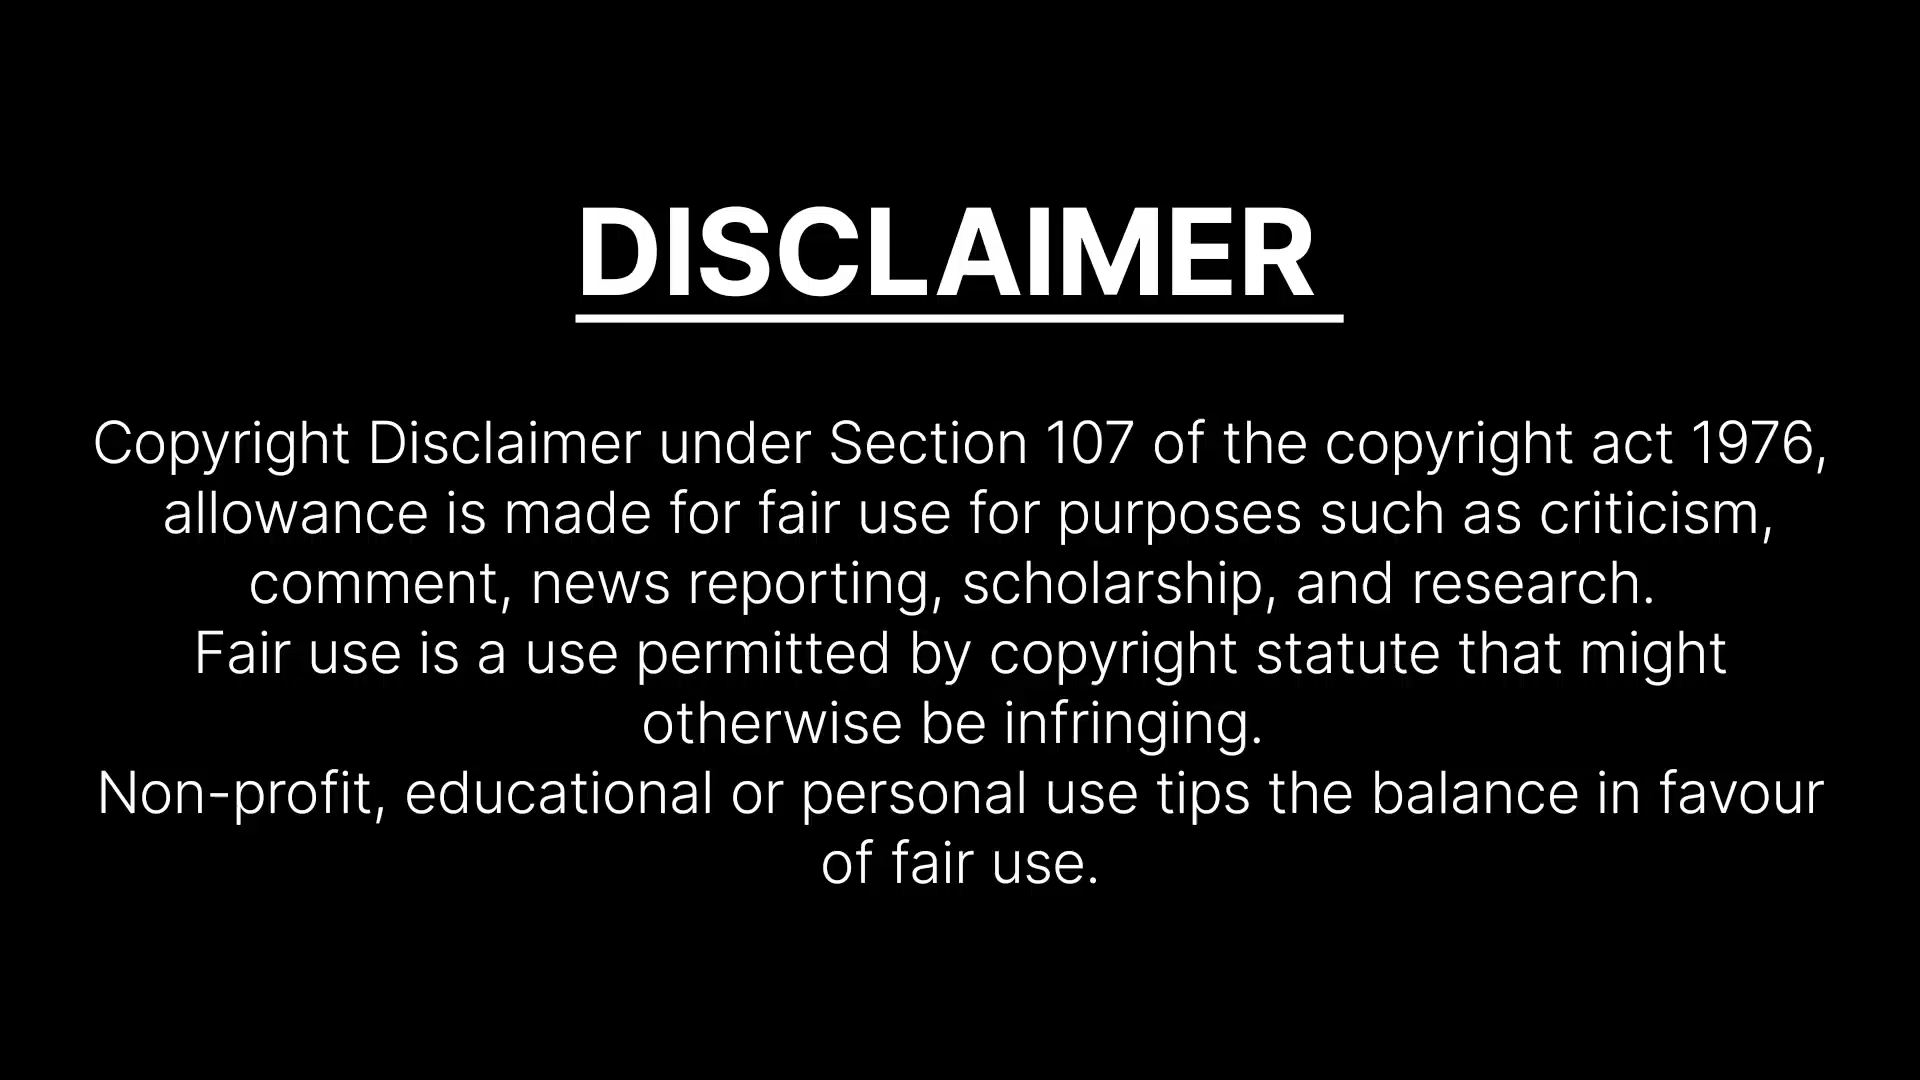 DISCLAIMER
Copyright Disclaimer under Section 107 of the copyright act 1976,
allowance is made for fair use for purposes such as criticism,
comment, news reporting, scholarship, and research.
Fair use is a use permitted by copyright statute that might
otherwise be infringing.
Non-profit, educational or personal use tips the balance in favour
of fair use.